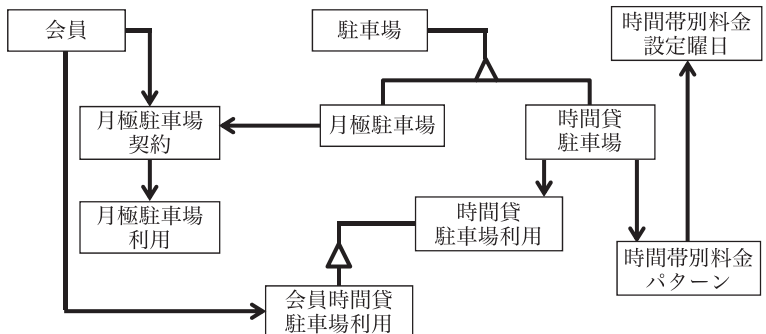 会員
駐車場
時間帯別料金
設定曜日
月極駐車場
契約
月極駐車場
時間貸
駐車場
月極駐車場
利用
時間貸
駐車場利用
時間帯別料金
パターン
会員時間貸
駐車場利用